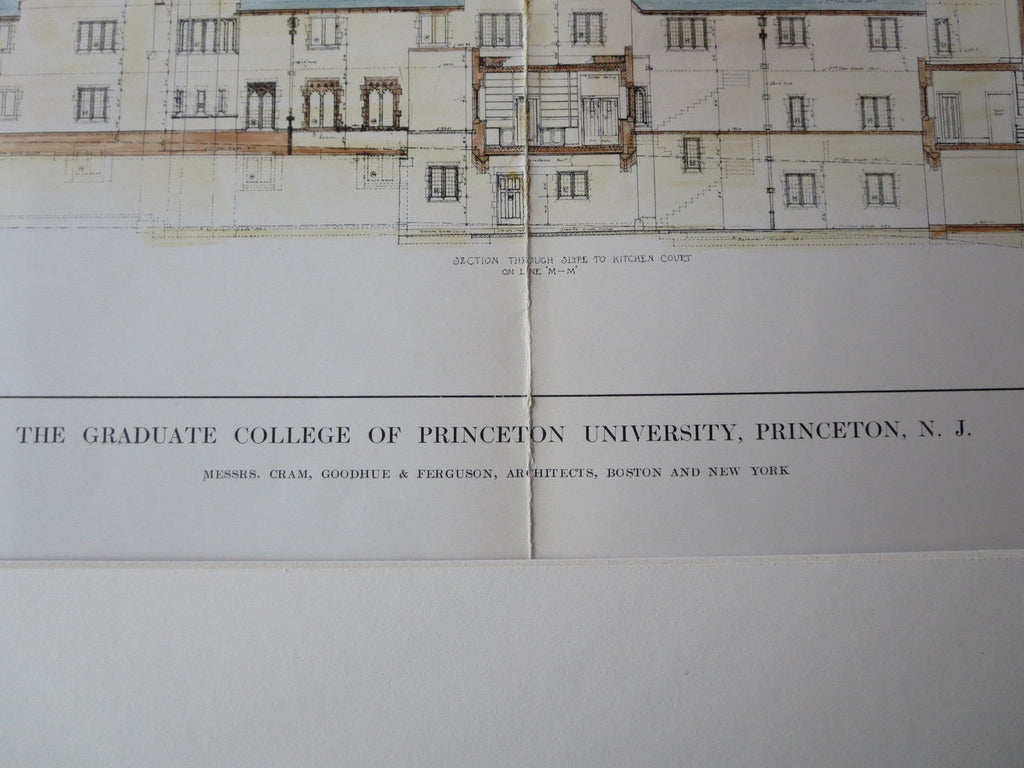 SECTION THROUGH SLYPE TO KITCHEN COURT
ON LINE "M-M"
THE GRADUATE COLLEGE OF PRINCETON UNIVERSITY, PRINCETON, N. J.
MESSRS. CRAM, GOODHUE & FERGUSON, ARCHITECTS, BOSTON AND NEW YORK